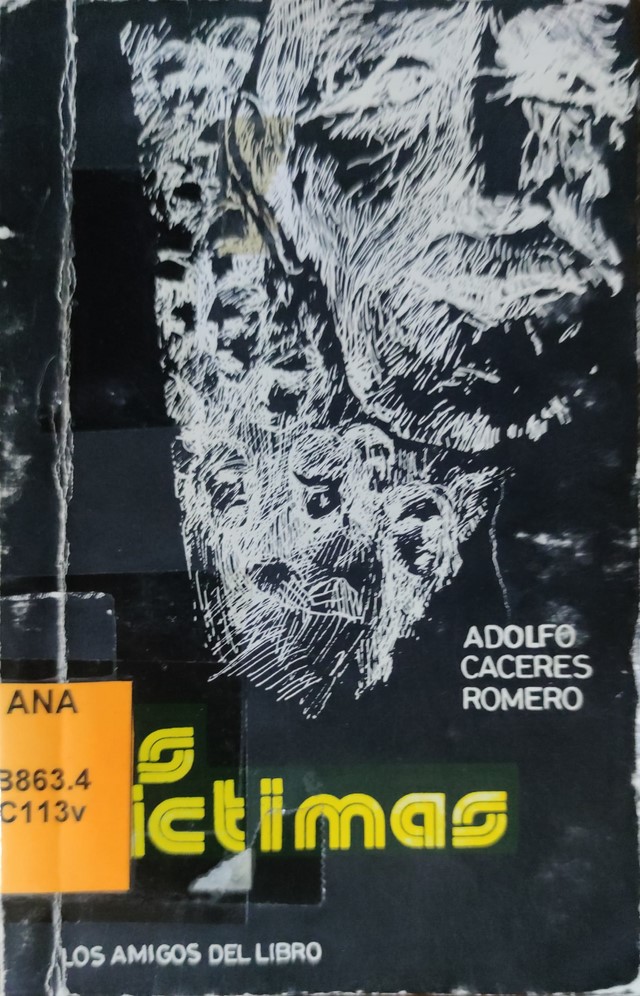 ADOLFO
CACERES
ROMERO
ANA
B863.4
C113v
s
ictimas
LOS AMIGOS DEL LIBRO